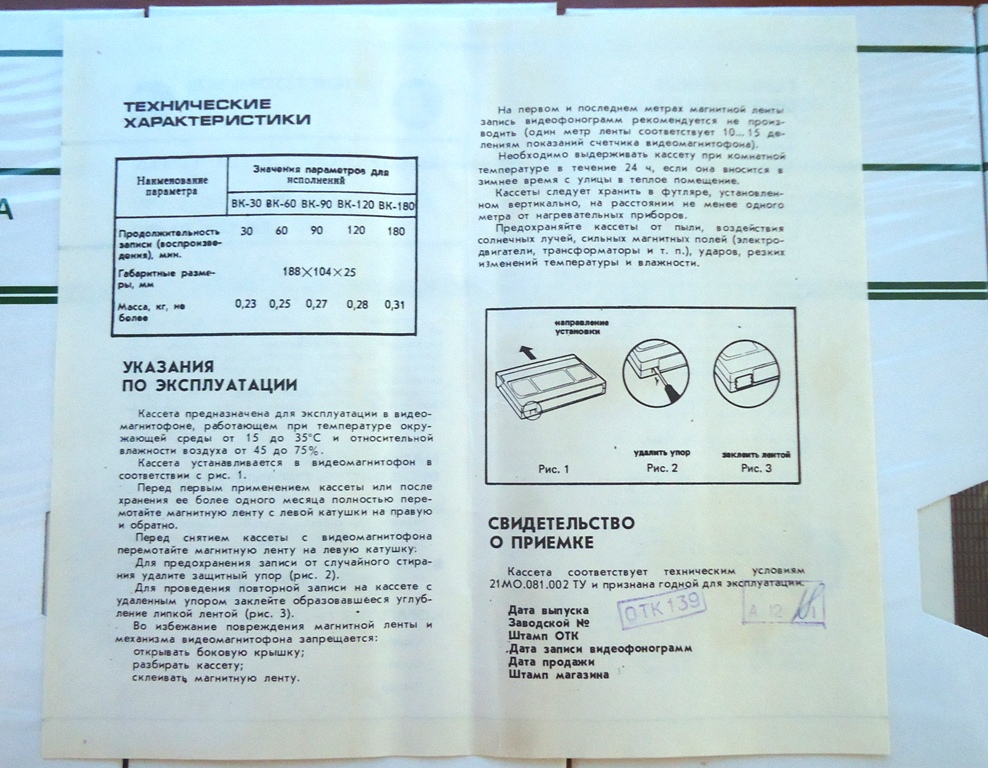 ТЕХНИЧЕСКИЕ
ХАРАКТЕРИСТИКИ
Наименование
параметра
Значения параметров для
исполнений
ВК-30 ВК-60 ВК-90 ВК-120 ВК-180
Продолжительность
записи (воспроизве-
дения), мин.
30 60 90 120 180
Габаритные разме-
ры, мм
188×104×25
Масса, кг, не
более
0,23 0,25 0,27 0,28 0,31
УКАЗАНИЯ
ПО ЭКСПЛУАТАЦИИ
Кассета предназначена для эксплуатации в видео-
магнитофоне, работающем при температуре окру-
жающей среды от 15 до 35°С и относительной
влажности воздуха от 45 до 75%.
Кассета устанавливается в видеомагнитофон в
соответствии с рис. 1.
Перед первым применением кассеты или после
хранения ее более одного месяца полностью пере-
мотайте магнитную ленту с левой катушки на правую
и обратно.
Перед снятием кассеты с видеомагнитофона
перемотайте магнитную ленту на левую катушку.
Для предохранения записи от случайного стира-
ния удалите защитный упор (рис. 2).
Для проведения повторной записи на кассете с
удаленным упором заклейте образовавшееся углуб-
ление липкой лентой (рис. 3).
Во избежание повреждения магнитной ленты и
механизма видеомагнитофона запрещается:
открывать боковую крышку;
разбирать кассету;
склеивать магнитную ленту.
На первом и последнем метрах магнитной ленты
запись видеофонограмм рекомендуется не произ-
водить (один метр ленты соответствует 10...15 де-
лениям показаний счетчика видеомагнитофона).
Необходимо выдерживать кассету при комнатной
температуре в течение 24 ч, если она вносится в
зимнее время с улицы в теплое помещение.
Кассеты следует хранить в футляре, установлен-
ном вертикально, на расстоянии не менее одного
метра от нагревательных приборов.
Предохраняйте кассеты от пыли, воздействия
солнечных лучей, сильных магнитных полей (электро-
двигатели, трансформаторы и т. п.), ударов, резких
изменений температуры и влажности.
направление
установки
удалить упор
заклеить лентой
Рис. 1
Рис. 2
Рис. 3
СВИДЕТЕЛЬСТВО
О ПРИЕМКЕ
Кассета соответствует техническим условиям
21МО.081.002 ТУ и признана годной для эксплуатации.
Дата выпуска
Заводской №
Штамп ОТК
Дата записи видеофонограмм
Дата продажи
Штамп магазина
ОТК 139
А 12
А